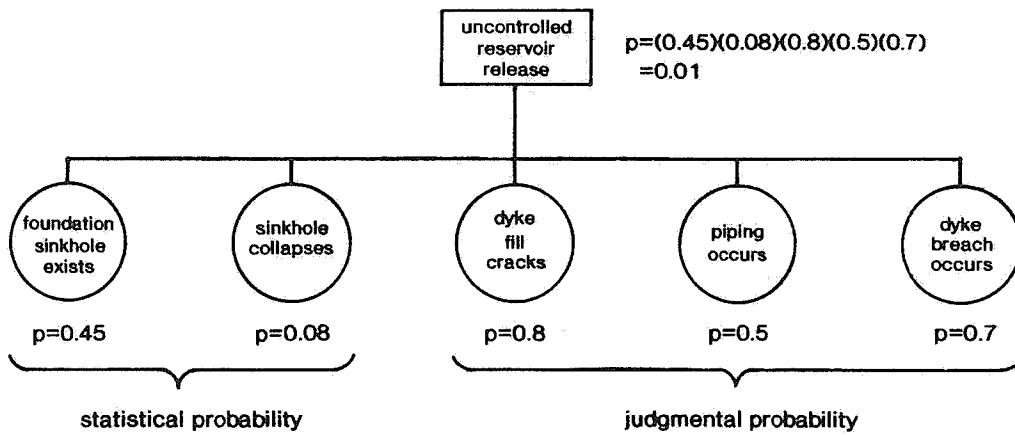 uncontrolled
reservoir
release
p=(0.45)(0.08)(0.8)(0.5)(0.7)
=0.01
foundation
sinkhole
exists
sinkhole
collapses
dyke
fill
cracks
piping
occurs
dyke
breach
occurs
p=0.45
p=0.08
p=0.8
p=0.5
p=0.7
statistical probability
judgmental probability